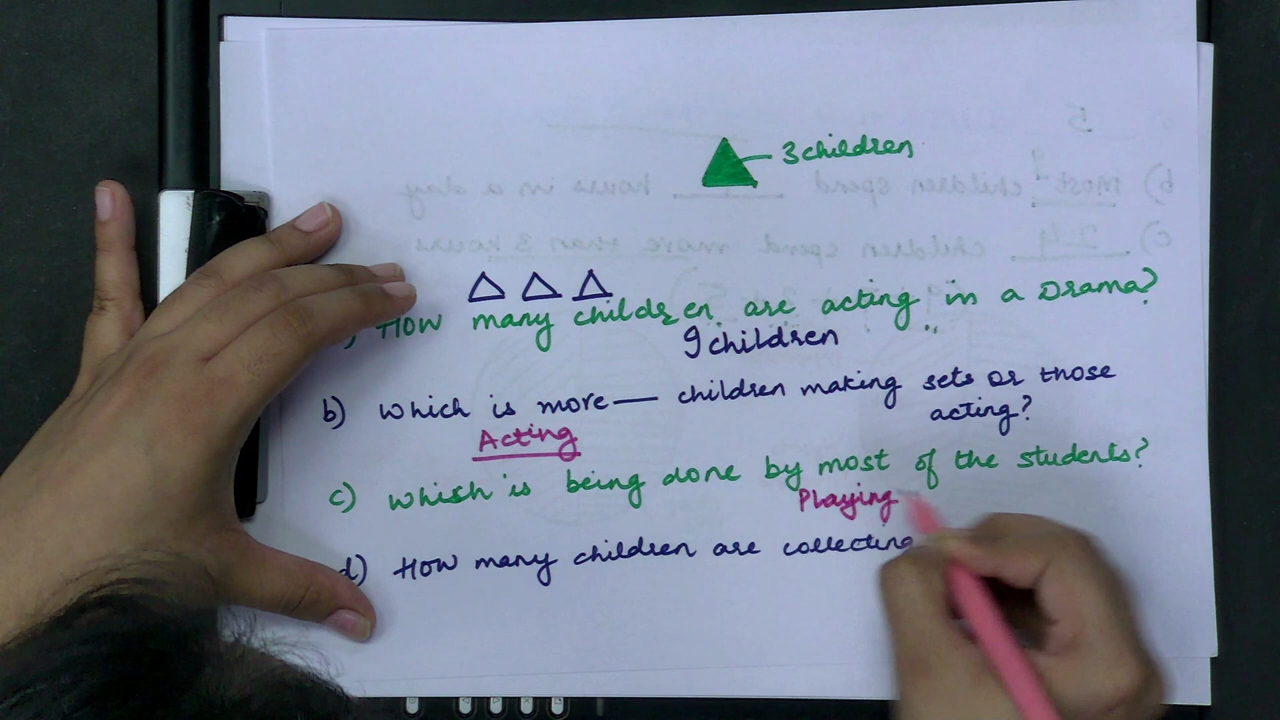 3 children
How many children are acting in a Drama?
9 children
b) which is more — children making sets or those
acting?
Acting
c) which is being done by most of the students?
Playing
d) How many children are collecting